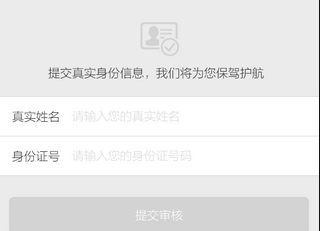 提交真实身份信息，我们将为您保驾护航
真实姓名 请输入您的真实姓名
身份证号 请输入您的身份证号码
提交审核